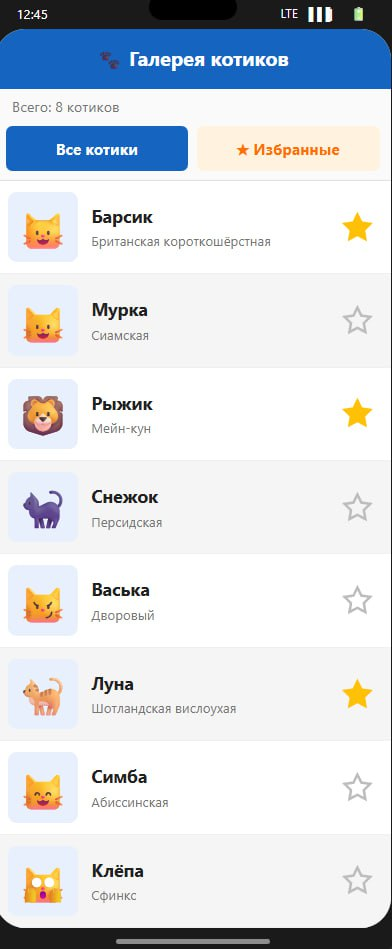 12:45
LTE
Галерея котиков
Всего: 8 котиков
Все котики
★ Избранные
Барсик
Британская короткошёрстная
Мурка
Сиамская
Рыжик
Мейн-кун
Снежок
Персидская
Васька
Дворовый
Луна
Шотландская вислоухая
Симба
Абиссинская
Клёпа
Сфинкс